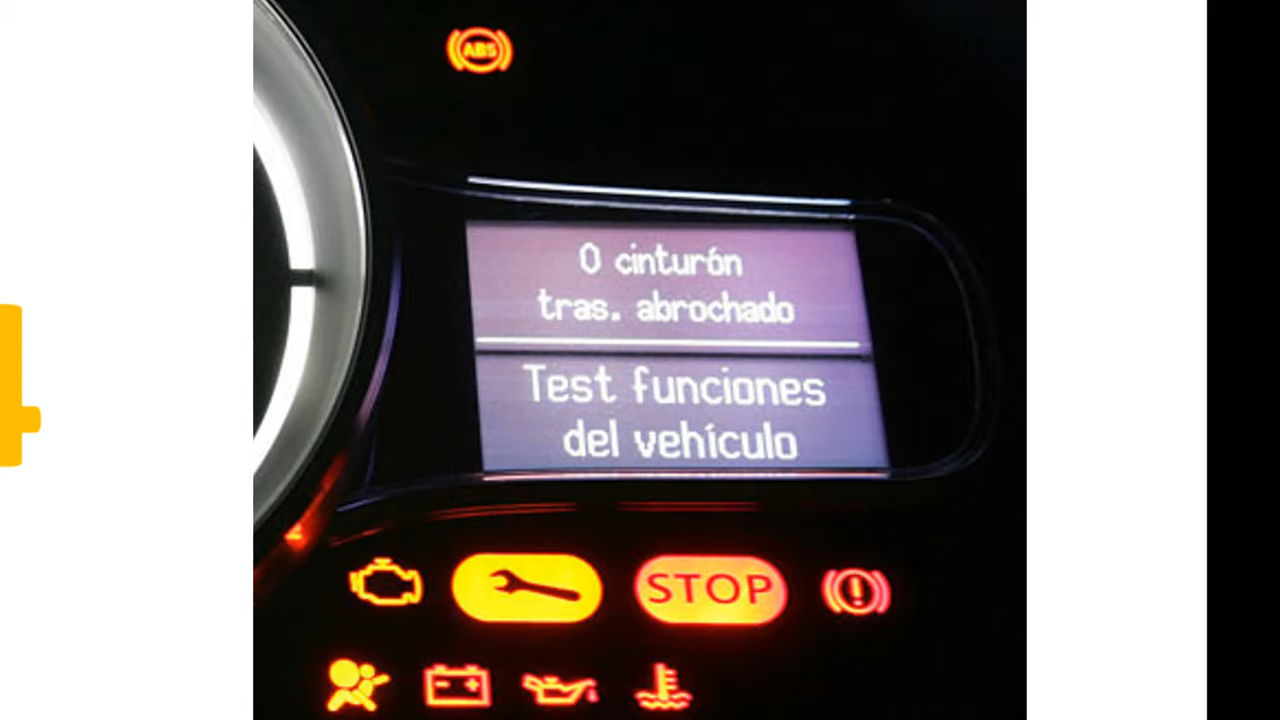 ABS
0 cinturón
tras. abrochado
Test funciones
del vehículo
STOP